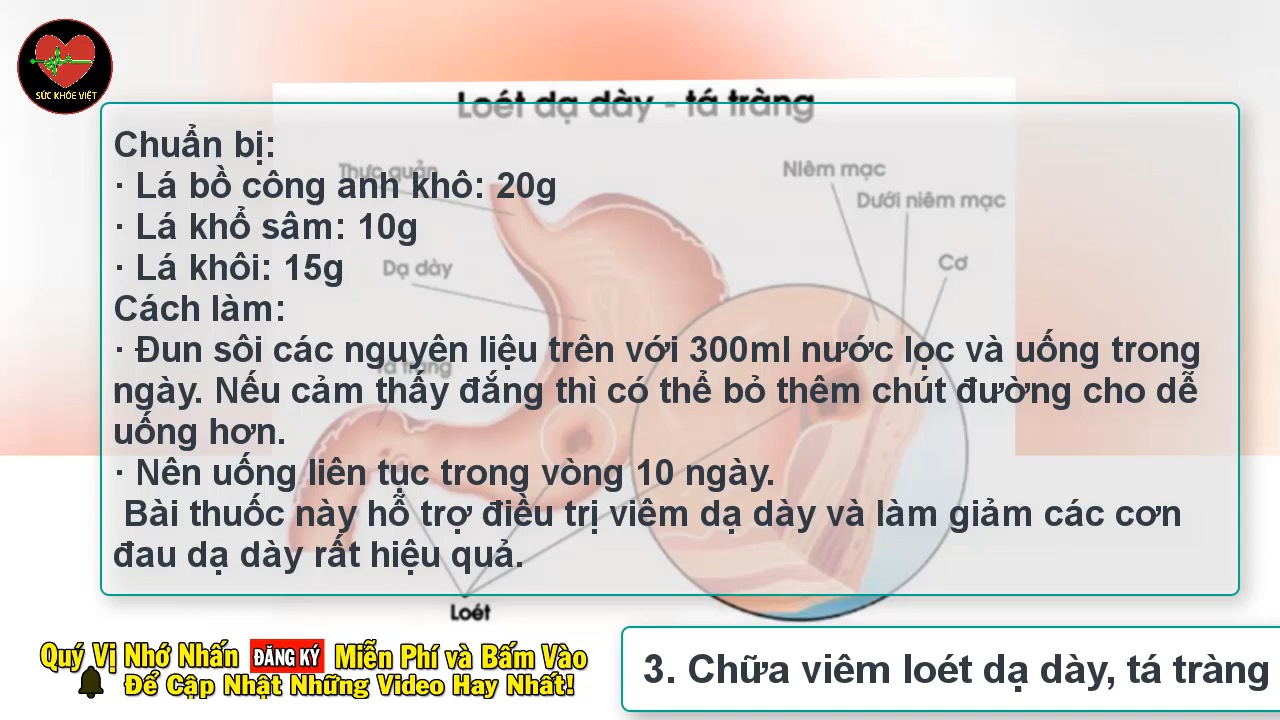 SỨC KHỎE VIỆT
Loét dạ dày - tá tràng
Chuẩn bị:
Thực quản
Niêm mạc
· Lá bồ công anh khô: 20g
Dưới niêm mạc
· Lá khổ sâm: 10g
· Lá khôi: 15g
Dạ dày
Cơ
Cách làm:
· Đun sôi các nguyên liệu trên với 300ml nước lọc và uống trong
Tá tràng
ngày. Nếu cảm thấy đắng thì có thể bỏ thêm chút đường cho dễ
uống hơn.
· Nên uống liên tục trong vòng 10 ngày.
Bài thuốc này hỗ trợ điều trị viêm dạ dày và làm giảm các cơn
đau dạ dày rất hiệu quả.
Loét
Quý Vị Nhớ Nhấn ĐĂNG KÝ Miễn Phí và Bấm Vào
Để Cập Nhật Những Video Hay Nhất!
3. Chữa viêm loét dạ dày, tá tràng